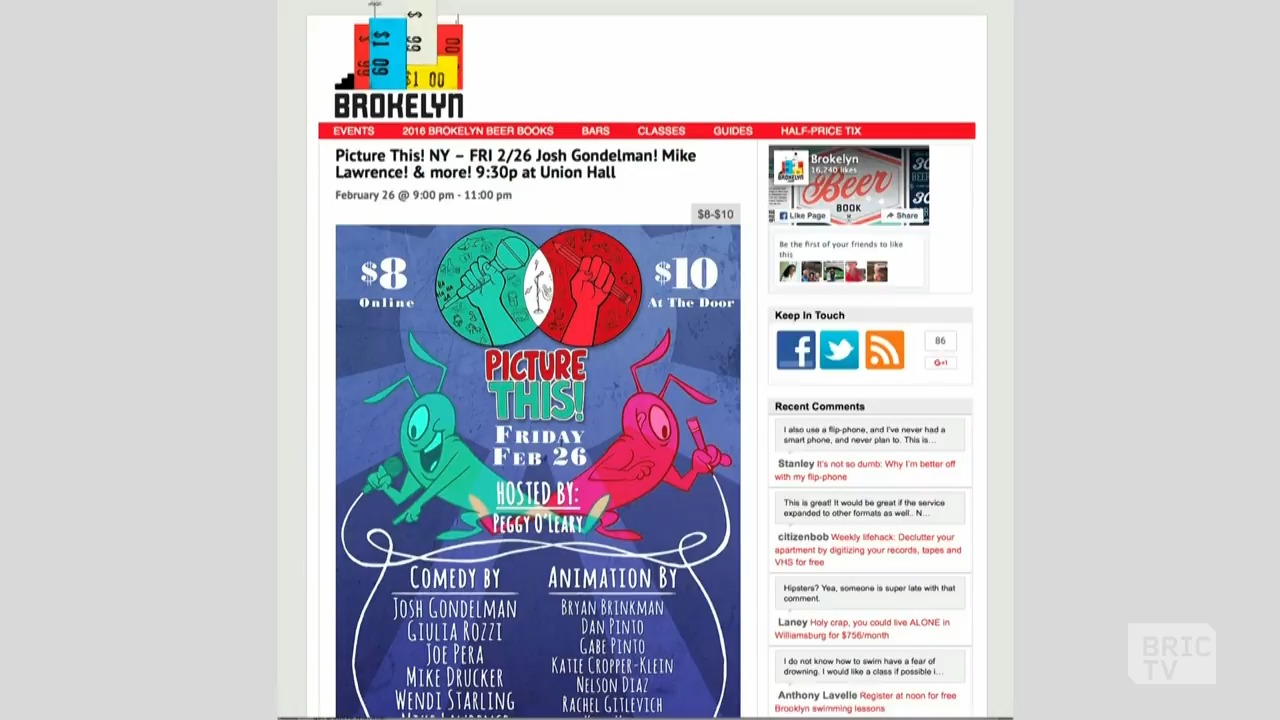 $1 00
BROKELYN
EVENTS 2016 BROKELYN BEER BOOKS BARS CLASSES GUIDES HALF-PRICE TIX
Picture This! NY – FRI 2/26 Josh Gondelman! Mike
Lawrence! & more! 9:30p at Union Hall
February 26 @ 9:00 pm - 11:00 pm
$8-$10
$8
Online
$10
At The Door
PICTURE
THIS!
FRIDAY
FEB 26
HOSTED BY:
PEGGY O'LEARY
COMEDY BY
JOSH GONDELMAN
GIULIA ROZZI
JOE PERA
MIKE DRUCKER
WENDI STARLING
MIKE LAWRENCE
ANIMATION BY
BRYAN BRINKMAN
DAN PINTO
GABE PINTO
KATIE CROPPER-KLEIN
NELSON DIAZ
RACHEL GITLEVICH
Brokelyn
16,240 likes
Beer
BOOK
Like Page
Share
Be the first of your friends to like
this
Keep In Touch
86
G+1
Recent Comments
I also use a flip-phone, and I've never had a
smart phone, and never plan to. This is...
Stanley It's not so dumb: Why I'm better off
with my flip-phone
This is great! It would be great if the service
expanded to other formats as well.. N...
citizenbob Weekly lifehack: Declutter your
apartment by digitizing your records, tapes and
VHS for free
Hipsters? Yea, someone is super late with that
comment.
Laney Holy crap, you could live ALONE in
Williamsburg for $756/month
I do not know how to swim have a fear of
drowning. I would like a class if possible i...
Anthony Lavelle Register at noon for free
Brooklyn swimming lessons
BRIC
TV